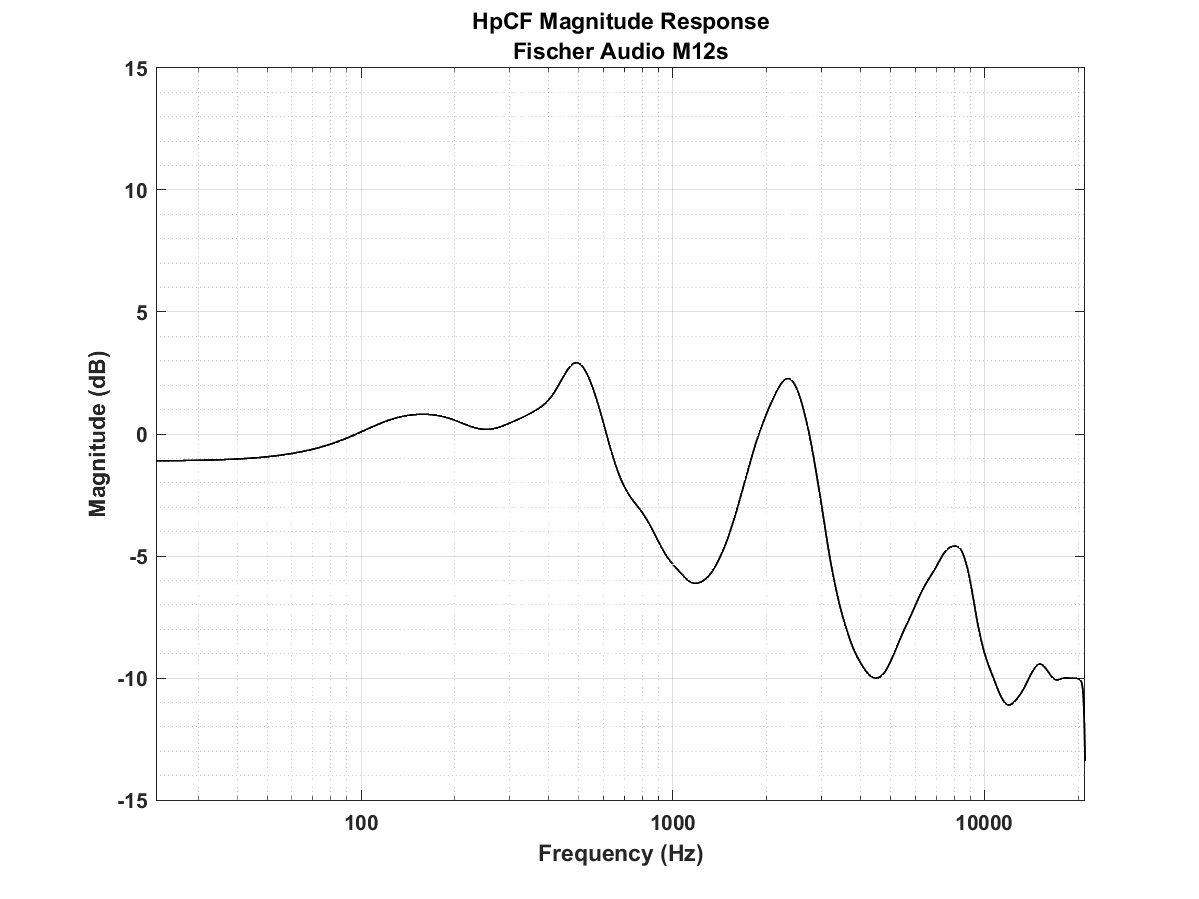 HpCF Magnitude Response
Fischer Audio M12s
15
10
5
0
-5
-10
-15
Magnitude (dB)
100
1000
10000
Frequency (Hz)